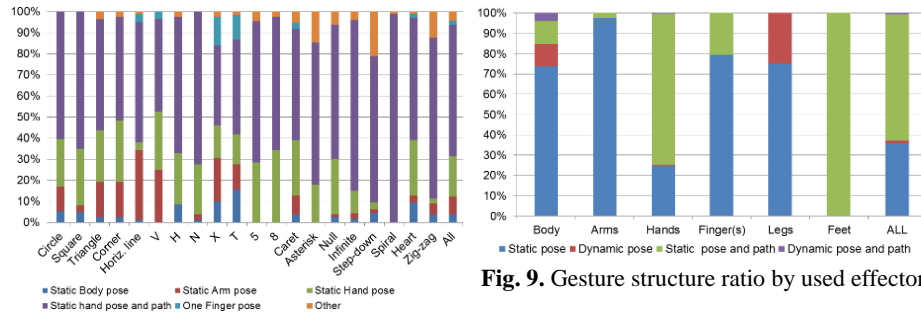 100%
90%
80%
70%
60%
50%
40%
30%
20%
10%
0%
Circle
Square
Triangle
Corner
Hortz. line
V
H
N
X
T
5
8
Caret
Asterisk
Null
Infinite
Step-down
Spiral
Heart
Zig-zag
All
Static Body pose Static Arm pose Static Hand pose
Static hand pose and path One Finger pose Other
100%
90%
80%
70%
60%
50%
40%
30%
20%
10%
0%
Body Arms Hands Finger(s) Legs Feet ALL
Static pose Dynamic pose Static pose and path Dynamic pose and path
Fig. 9. Gesture structure ratio by used effector